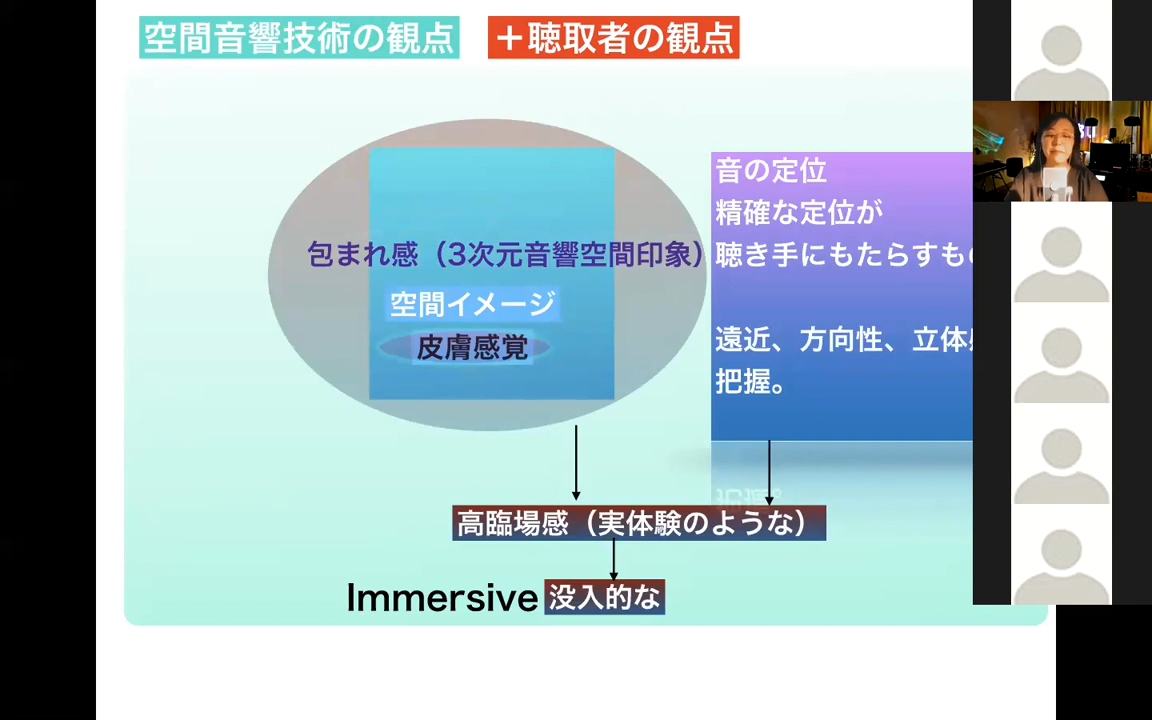 空間音響技術の観点
＋聴取者の観点
包まれ感（3次元音響空間印象）
空間イメージ
皮膚感覚
音の定位
精確な定位が
聴き手にもたらすも
遠近、方向性、立体
把握。
高臨場感（実体験のような）
Immersive 没入的な